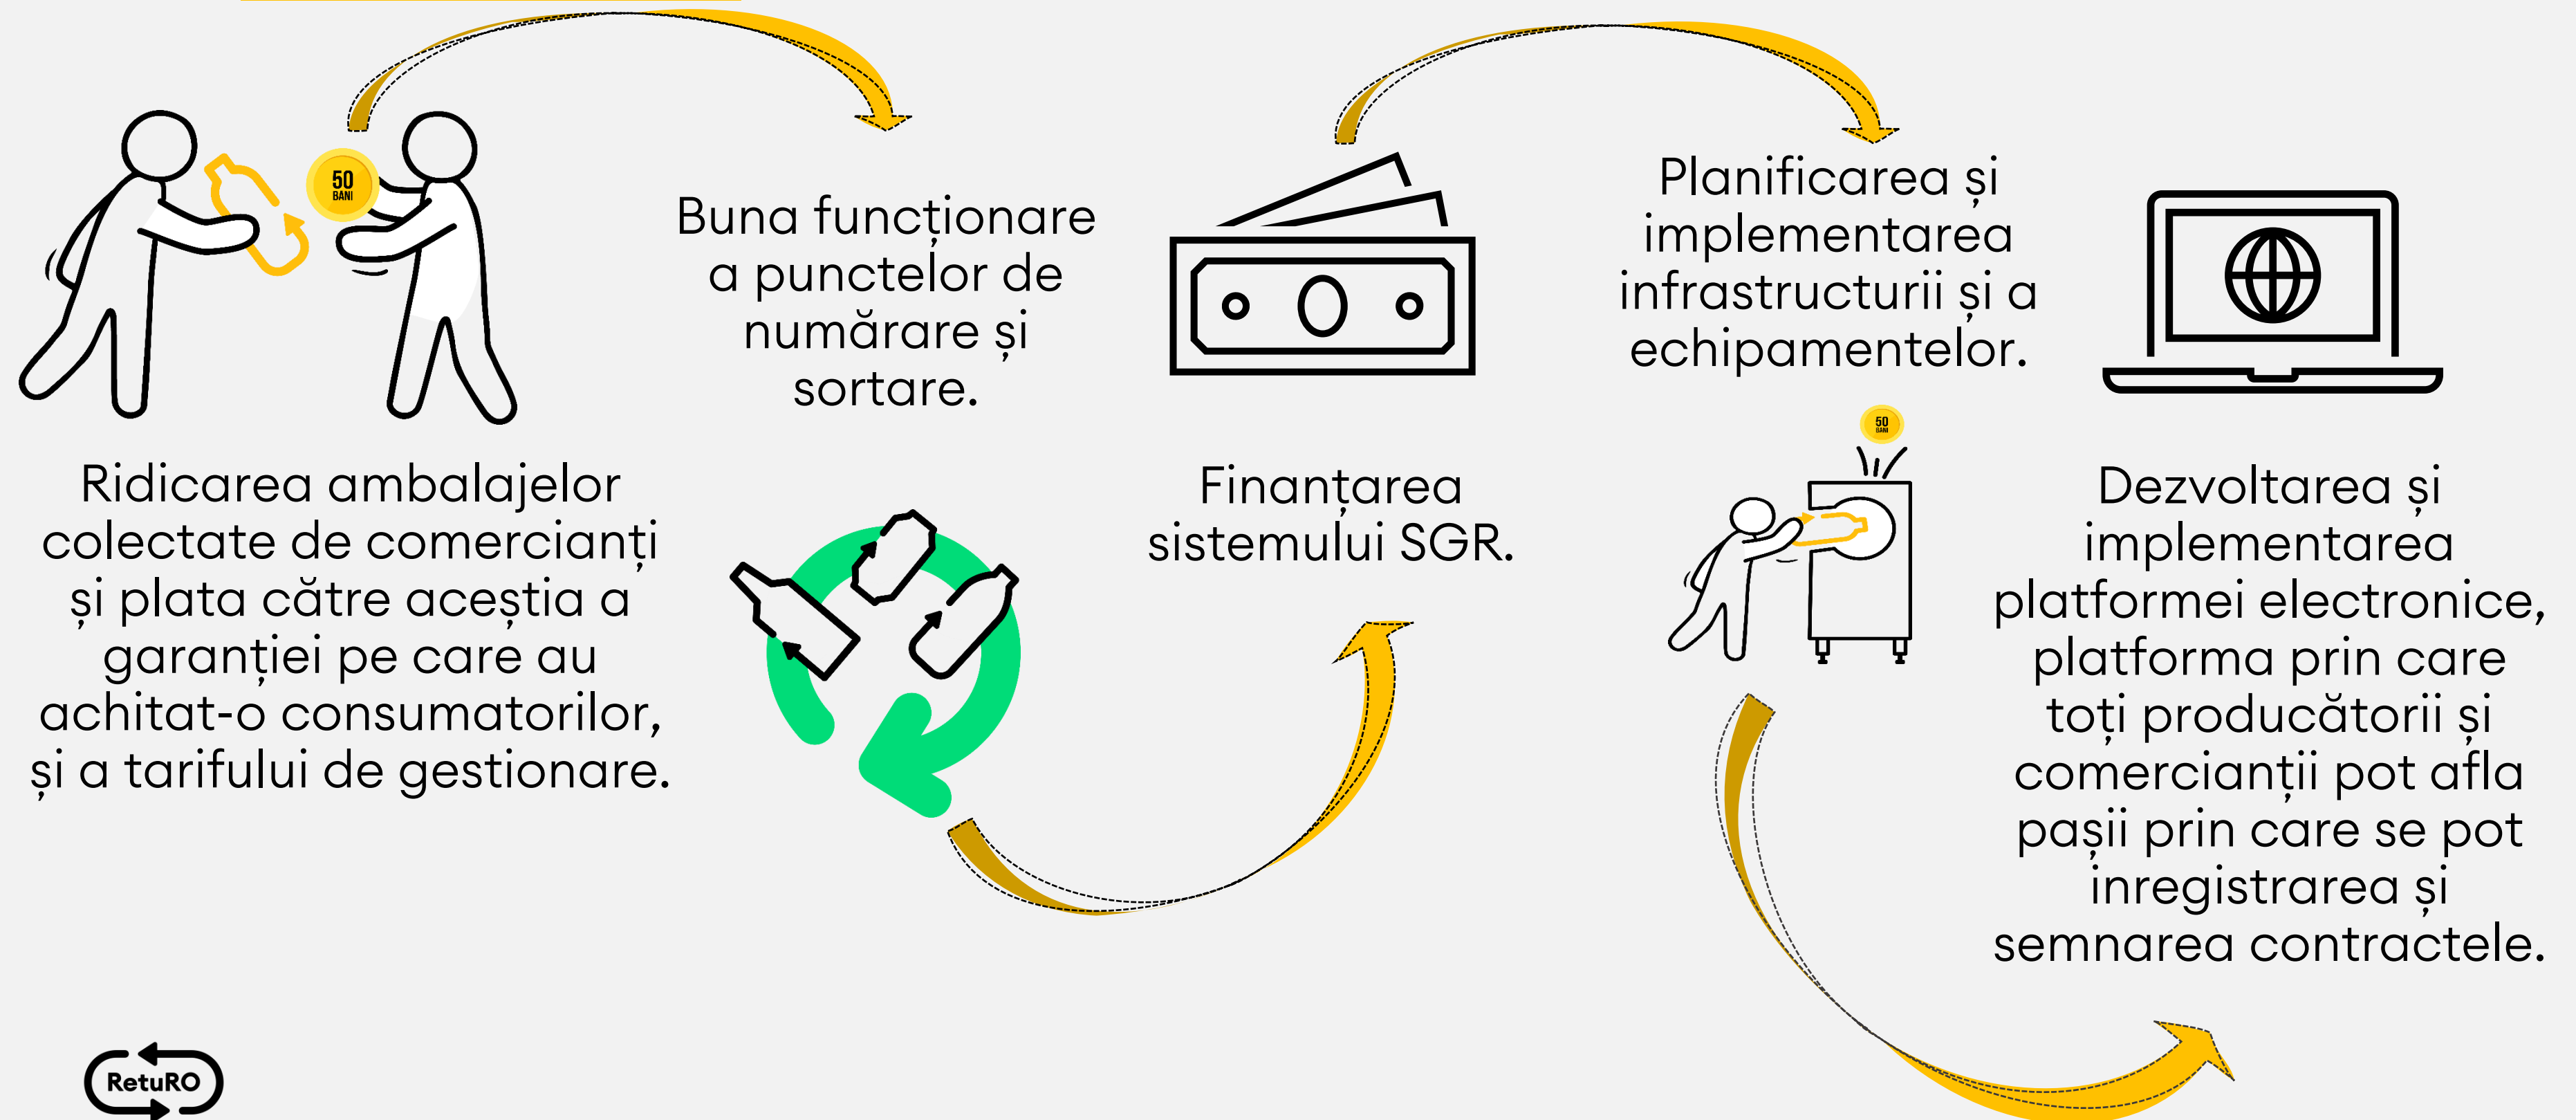 50
BANI
Ridicarea ambalajelor
colectate de comercianți
și plata către aceștia a
garanției pe care au
achitat-o consumatorilor,
și a tarifului de gestionare.
Buna funcționare
a punctelor de
numărare și
sortare.
Finanțarea
sistemului SGR.
Planificarea și
implementarea
infrastructurii și a
echipamentelor.
50
BANI
Dezvoltarea și
implementarea
platformei electronice,
platforma prin care
toți producătorii și
comercianții pot afla
pașii prin care se pot
inregistrarea și
semnarea contractele.
RetuRO